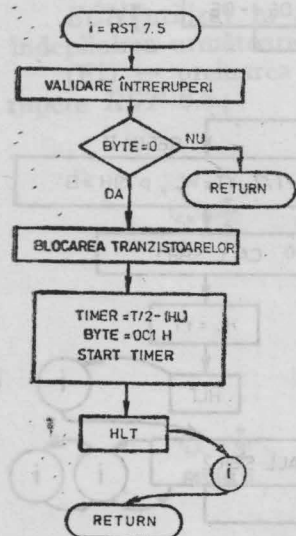 i = RST 7.5
VALIDARE ÎNTRERUPERI
BYTE=0
NU
RETURN
DA
BLOCAREA TRANZISTOARELOR
TIMER = T/2-(HL)
BYTE = 0C1 H
START TIMER
HLT
i
RETURN